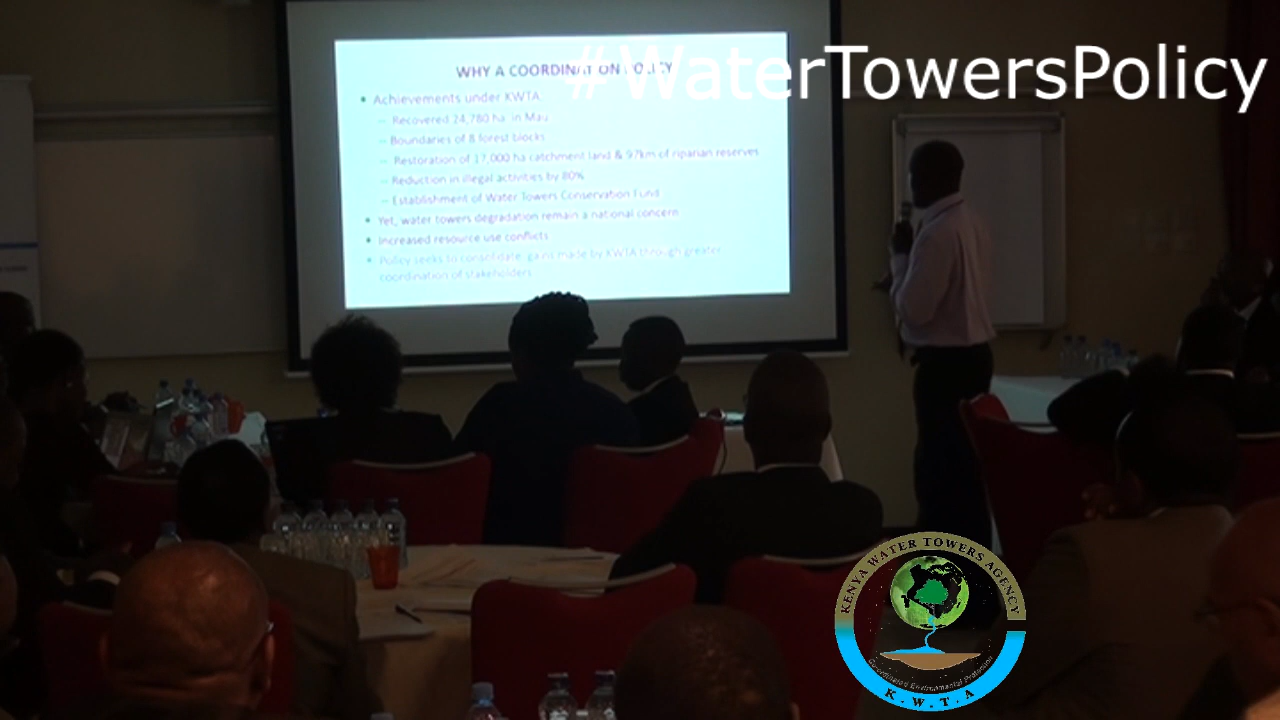 #WaterTowersPolicy
WHY A COORDINATION POLICY
• Achievements under KWTA
– Recovered 24,780 ha in Mau
– Boundaries of 8 forest blocks
– Restoration of 17,000 ha catchment land & 97km of riparian reserves
– Reduction in illegal activities by 80%
– Establishment of Water Towers Conservation Fund
• Yet, water towers degradation remain a national concern
• Increased resource use conflicts
• Policy seeks to consolidate gains made by KWTA through greater
coordination of stakeholders
KENYA WATER TOWERS AGENCY
Coordinated Environmental Protection
K.W.T.A